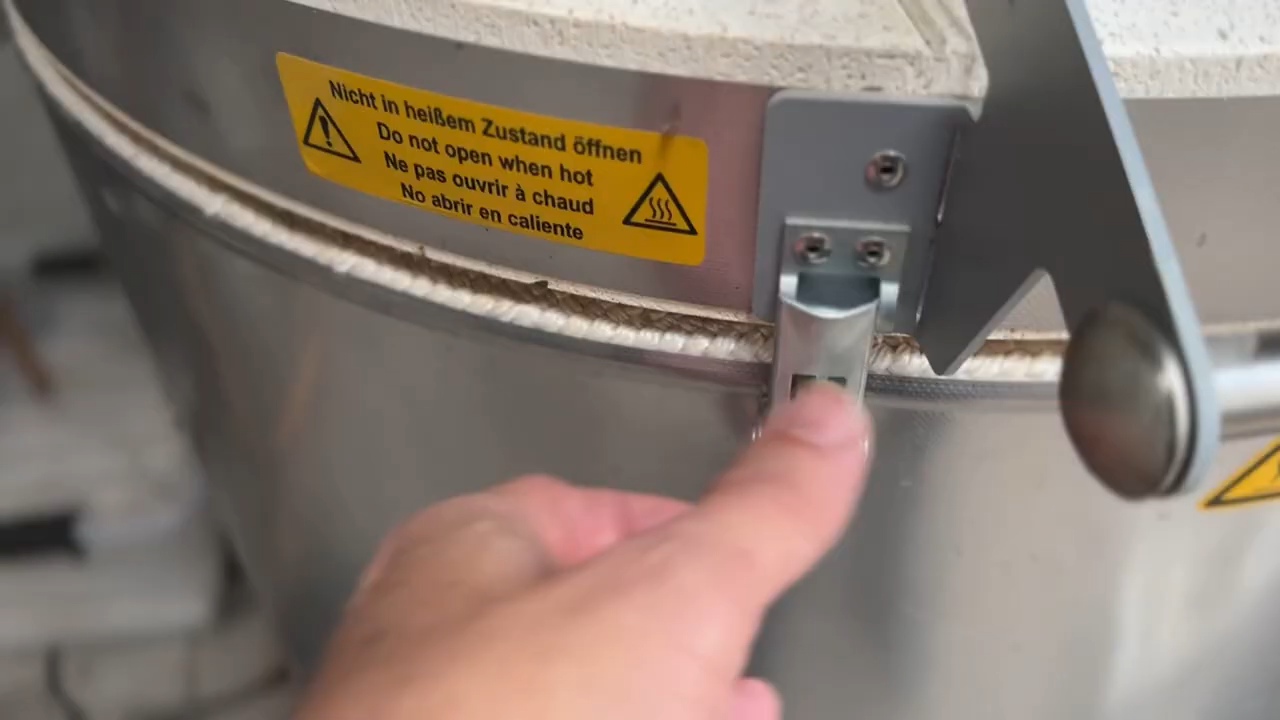 Nicht in heißem Zustand öffnen
Do not open when hot
Ne pas ouvrir à chaud
No abrir en caliente